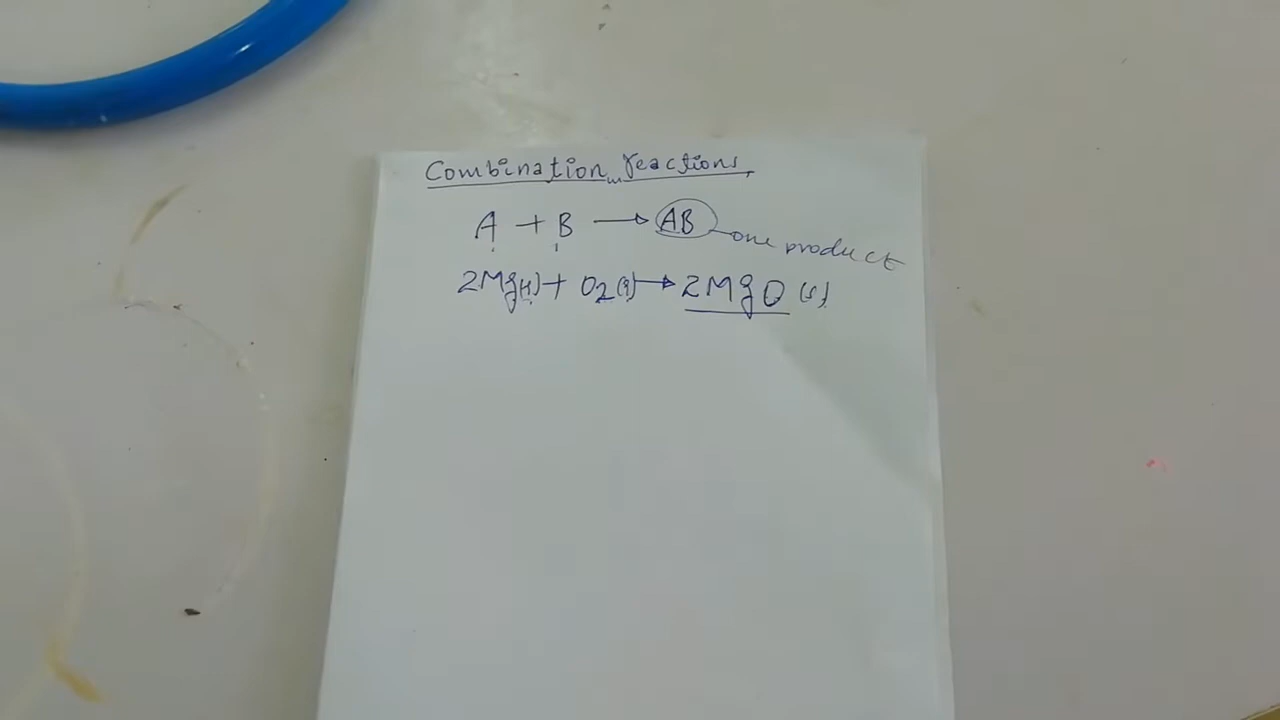 Combination reactions,
A + B → AB - one product
2Mg(s) + O2(g) → 2MgO (s)